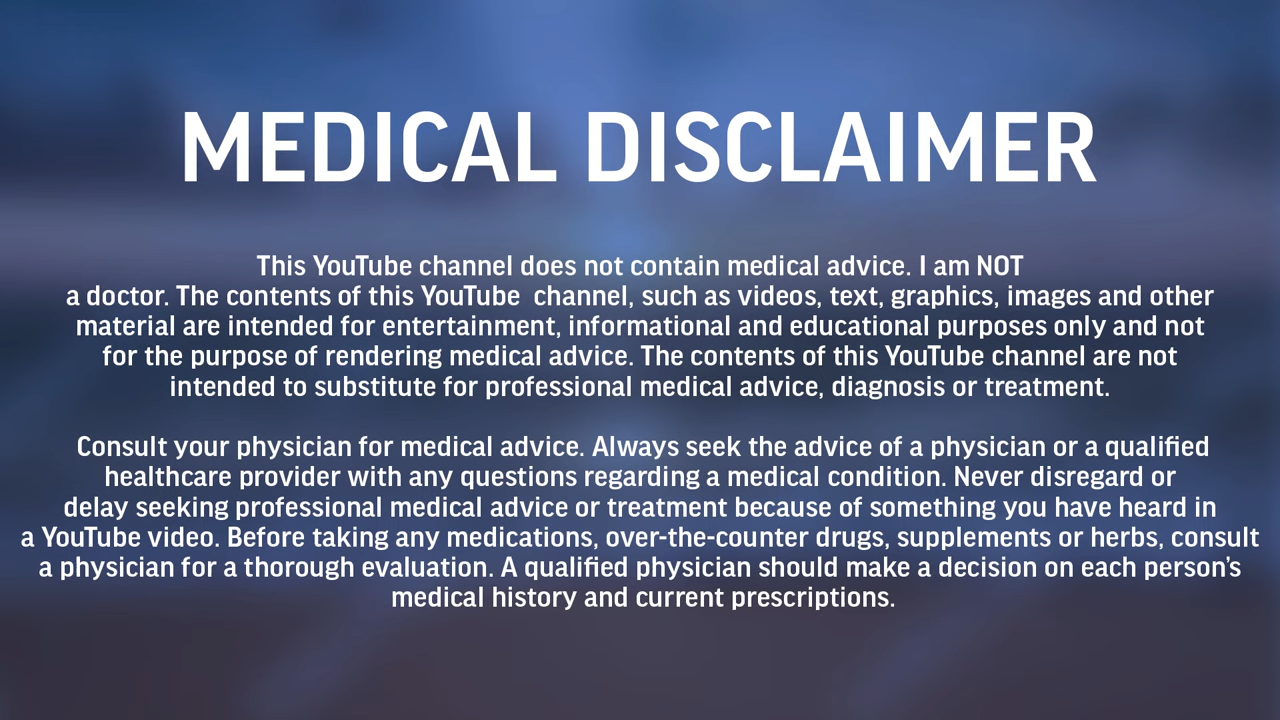 MEDICAL DISCLAIMER
This YouTube channel does not contain medical advice. I am NOT
a doctor. The contents of this YouTube  channel, such as videos, text, graphics, images and other
material are intended for entertainment, informational and educational purposes only and not
for the purpose of rendering medical advice. The contents of this YouTube channel are not
intended to substitute for professional medical advice, diagnosis or treatment.
Consult your physician for medical advice. Always seek the advice of a physician or a qualified
healthcare provider with any questions regarding a medical condition. Never disregard or
delay seeking professional medical advice or treatment because of something you have heard in
a YouTube video. Before taking any medications, over-the-counter drugs, supplements or herbs, consult
a physician for a thorough evaluation. A qualified physician should make a decision on each person's
medical history and current prescriptions.